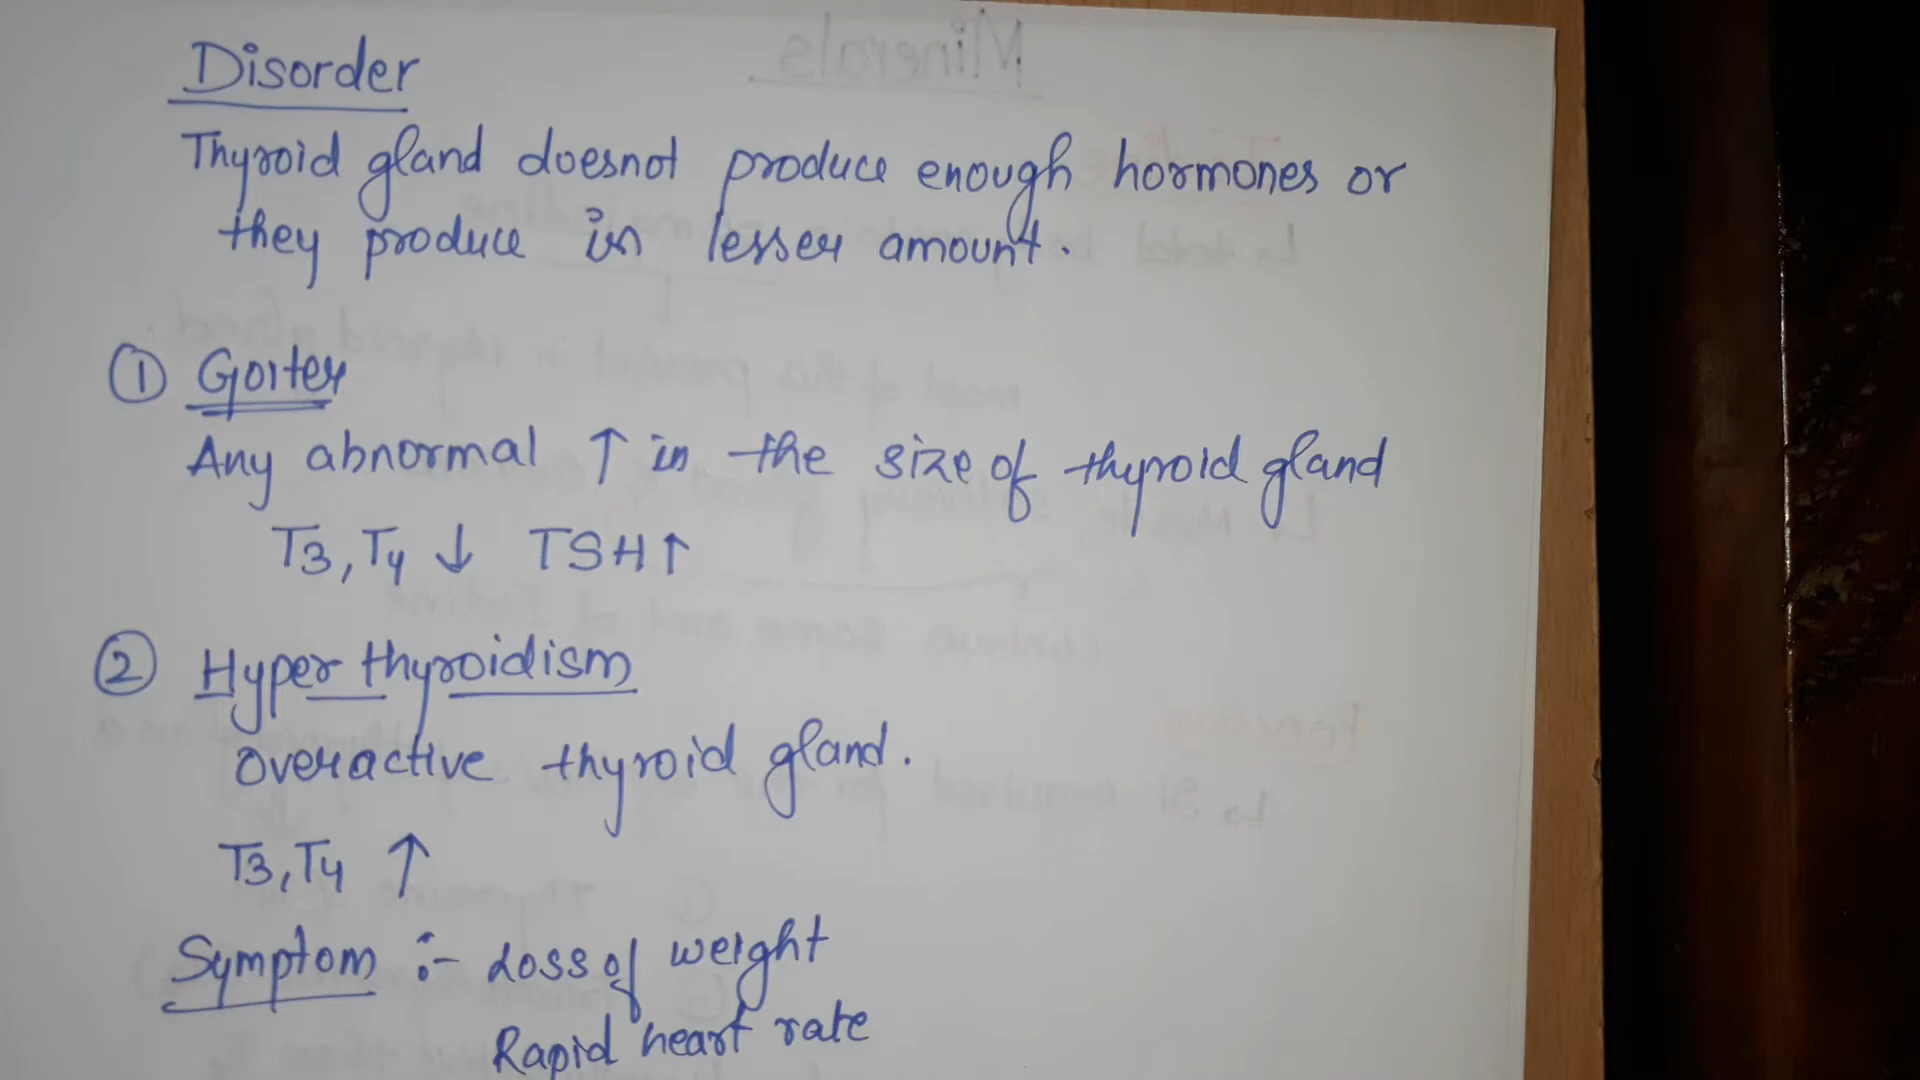 Disorder
Thyroid gland doesnot produce enough hormones or
they produce in lesser amount.
① Goiter
Any abnormal ↑ in the size of thyroid gland
T3, T4 ↓ TSH ↑
② Hyper thyroidism
overactive thyroid gland.
T3, T4 ↑
Symptom :- Loss of weight
Rapid heart rate
Minerals